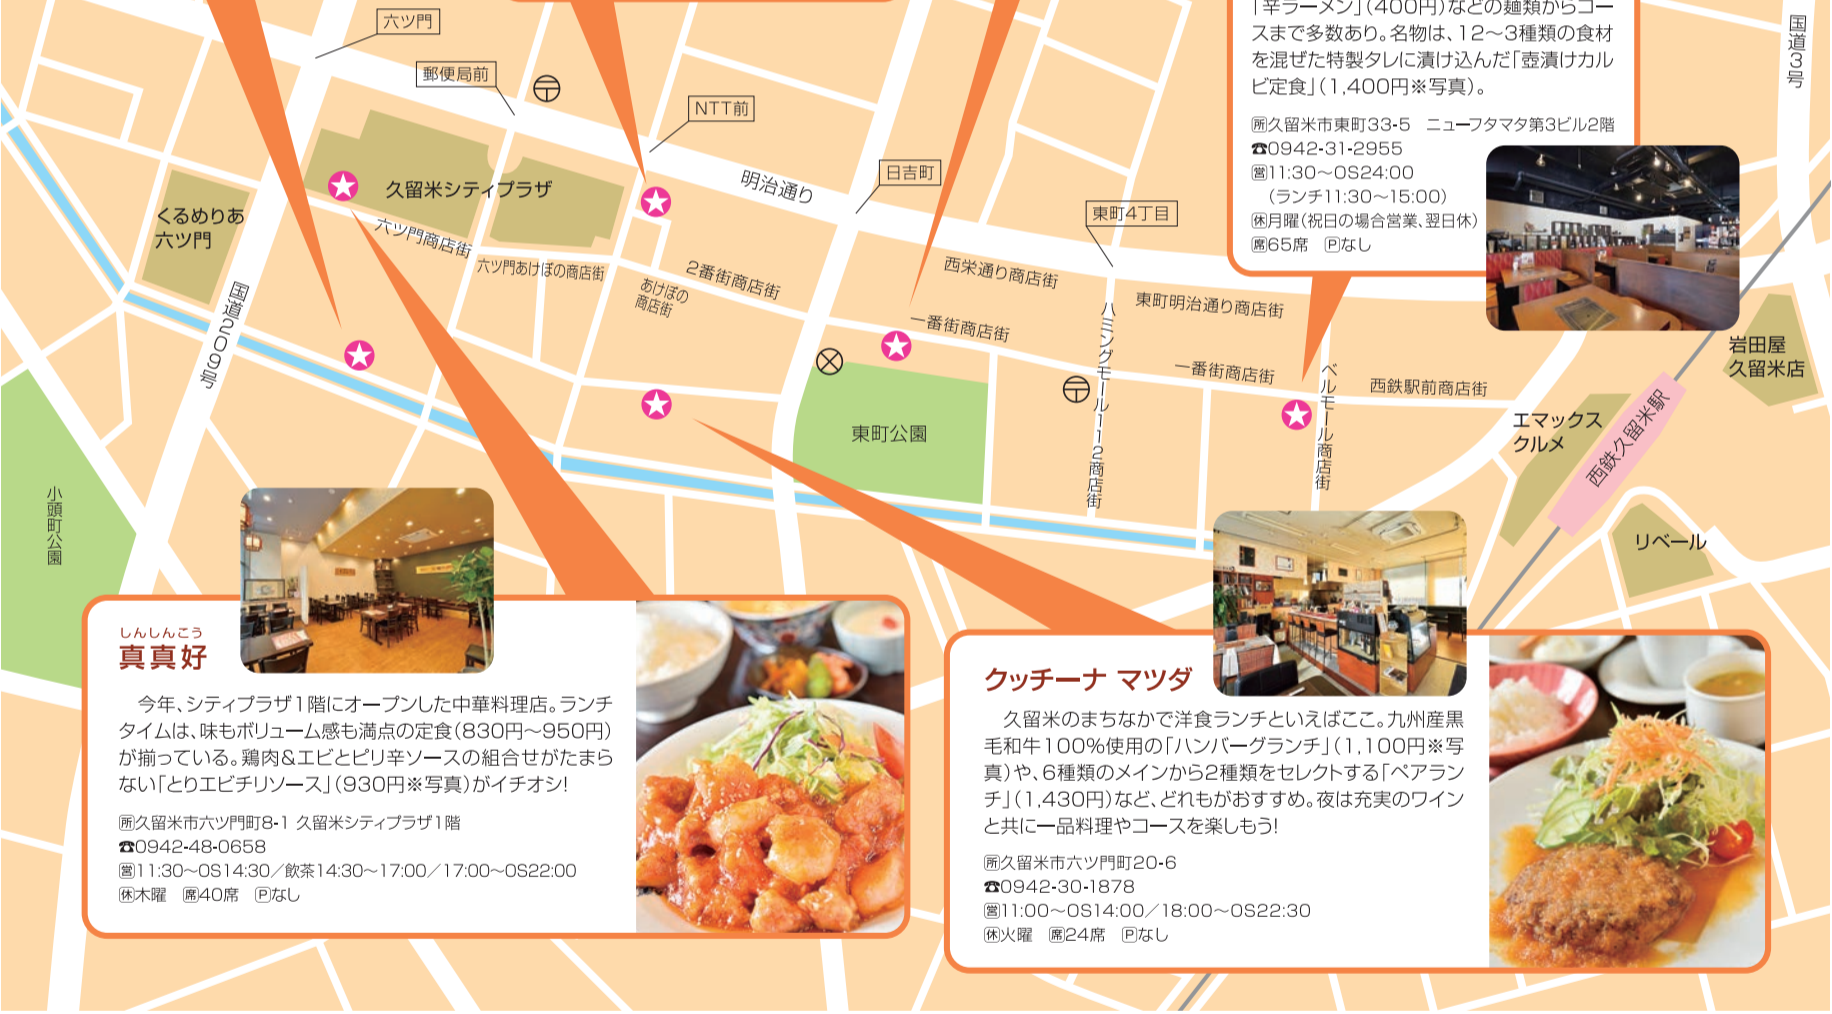 六ツ門
郵便局前
NTT前
明治通り
日吉町
東町4丁目
国道3号
久留米シティプラザ
くるめりあ
六ツ門
六ツ門商店街
六ツ門あけぼの商店街
あけぼの
商店街
2番街商店街
国道209号
西栄通り商店街
東町明治通り商店街
一番街商店街
一番街商店街
ハミングモール112商店街
ベルモール商店街
西鉄駅前商店街
東町公園
小頭町公園
エマックス
クルメ
西鉄久留米駅
岩田屋
久留米店
リベール
「辛ラーメン」(400円)などの麺類からコー
スまで多数あり。名物は、12〜3種類の食材
を混ぜた特製タレに漬け込んだ「壺漬けカル
ビ定食」(1,400円※写真)。
所久留米市東町33-5 ニューフタマタ第3ビル2階
☎0942-31-2955
営11:30〜OS24:00
(ランチ11:30〜15:00)
休月曜(祝日の場合営業、翌日休)
席65席 Pなし
しんしんこう
真真好
今年、シティプラザ1階にオープンした中華料理店。ランチ
タイムは、味もボリューム感も満点の定食(830円〜950円)
が揃っている。鶏肉&エビとピリ辛ソースの組合せがたまら
ない「とりエビチリソース」(930円※写真)がイチオシ!
所久留米市六ツ門町8-1 久留米シティプラザ1階
☎0942-48-0658
営11:30〜OS14:30／飲茶14:30〜17:00／17:00〜OS22:00
休木曜 席40席 Pなし
クッチーナ マツダ
久留米のまちなかで洋食ランチといえばここ。九州産黒
毛和牛100%使用の「ハンバーグランチ」(1,100円※写
真)や、6種類のメインから2種類をセレクトする「ペアラン
チ」(1,430円)など、どれもがおすすめ。夜は充実のワイン
と共に一品料理やコースを楽しもう!
所久留米市六ツ門町20-6
☎0942-30-1878
営11:00〜OS14:00／18:00〜OS22:30
休火曜 席24席 Pなし